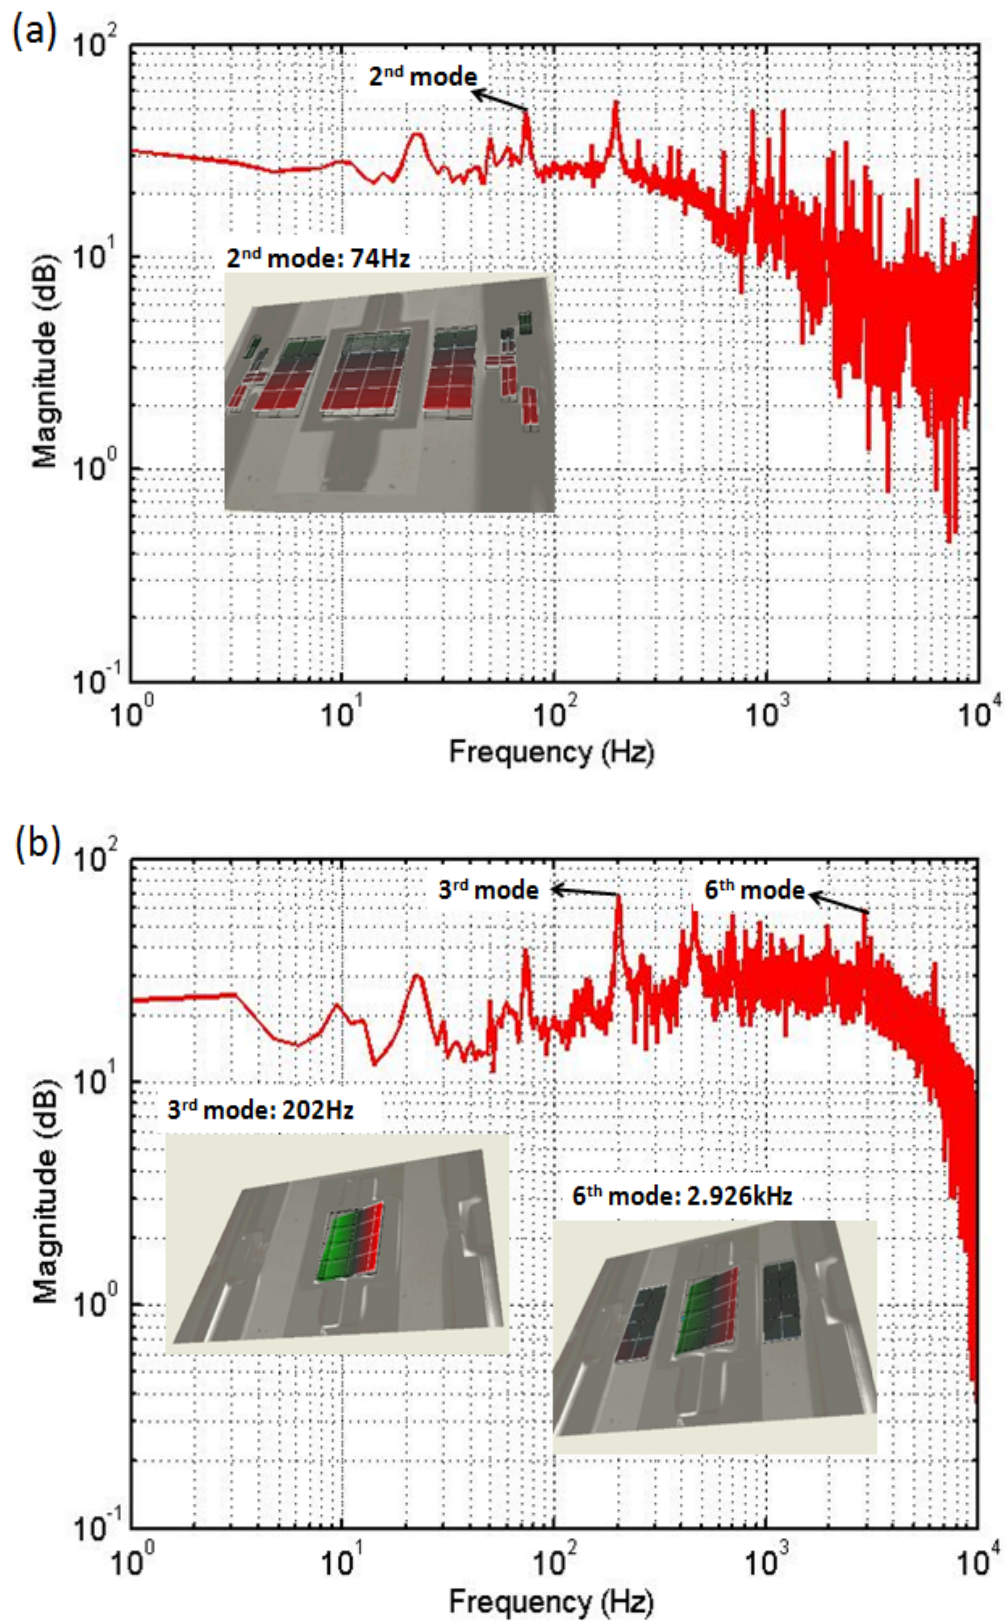 (a)
10²
2ⁿᵈ mode
10¹
2ⁿᵈ mode: 74Hz
Magnitude (dB)
10⁰
10⁻¹
10⁰ 10¹ 10² 10³ 10⁴
Frequency (Hz)
(b)
10²
3ʳᵈ mode 6ᵗʰ mode
10¹
3ʳᵈ mode: 202Hz
Magnitude (dB)
6ᵗʰ mode: 2.926kHz
10⁰
10⁻¹
10⁰ 10¹ 10² 10³ 10⁴
Frequency (Hz)